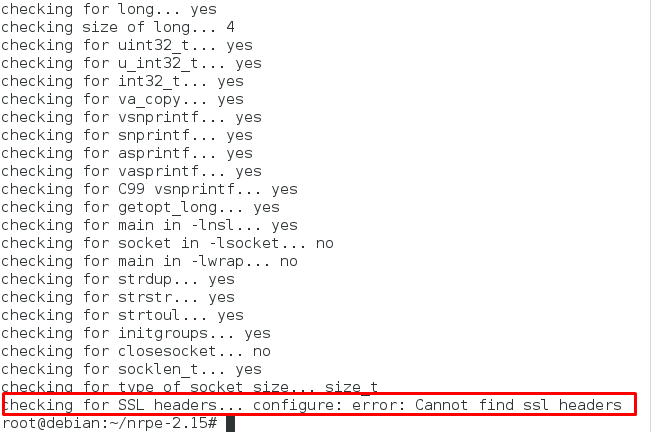 checking for long... yes
checking size of long... 4
checking for uint32_t... yes
checking for u_int32_t... yes
checking for int32_t... yes
checking for va_copy... yes
checking for vsnprintf... yes
checking for snprintf... yes
checking for asprintf... yes
checking for vasprintf... yes
checking for C99 vsnprintf... yes
checking for getopt_long... yes
checking for main in -lnsl... yes
checking for socket in -lsocket... no
checking for main in -lwrap... no
checking for strdup... yes
checking for strstr... yes
checking for strtoul... yes
checking for initgroups... yes
checking for closesocket... no
checking for socklen_t... yes
checking for type of socket size... size_t
checking for SSL headers... configure: error: Cannot find ssl headers
root@debian:~/nrpe-2.15#